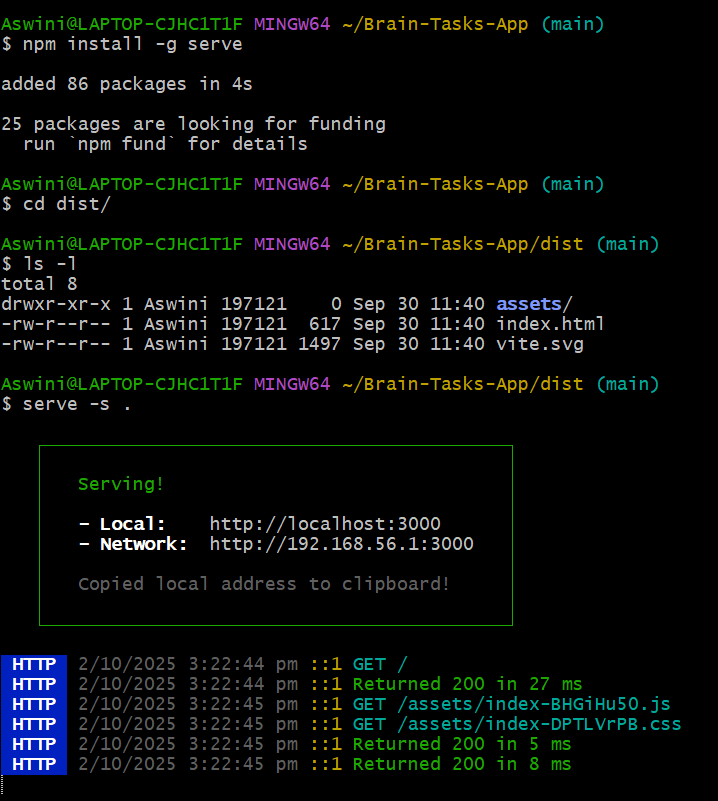 Aswini@LAPTOP-CJHC1T1F MINGW64 ~/Brain-Tasks-App (main)
$ npm install -g serve
added 86 packages in 4s
25 packages are looking for funding
  run `npm fund` for details
Aswini@LAPTOP-CJHC1T1F MINGW64 ~/Brain-Tasks-App (main)
$ cd dist/
Aswini@LAPTOP-CJHC1T1F MINGW64 ~/Brain-Tasks-App/dist (main)
$ ls -l
total 8
drwxr-xr-x 1 Aswini 197121    0 Sep 30 11:40 assets/
-rw-r--r-- 1 Aswini 197121  617 Sep 30 11:40 index.html
-rw-r--r-- 1 Aswini 197121 1497 Sep 30 11:40 vite.svg
Aswini@LAPTOP-CJHC1T1F MINGW64 ~/Brain-Tasks-App/dist (main)
$ serve -s .
Serving!
- Local:    http://localhost:3000
- Network:  http://192.168.56.1:3000
Copied local address to clipboard!
HTTP  2/10/2025 3:22:44 pm ::1 GET /
HTTP  2/10/2025 3:22:44 pm ::1 Returned 200 in 27 ms
HTTP  2/10/2025 3:22:45 pm ::1 GET /assets/index-BHGiHu5O.js
HTTP  2/10/2025 3:22:45 pm ::1 GET /assets/index-DPTLVrPB.css
HTTP  2/10/2025 3:22:45 pm ::1 Returned 200 in 5 ms
HTTP  2/10/2025 3:22:45 pm ::1 Returned 200 in 8 ms